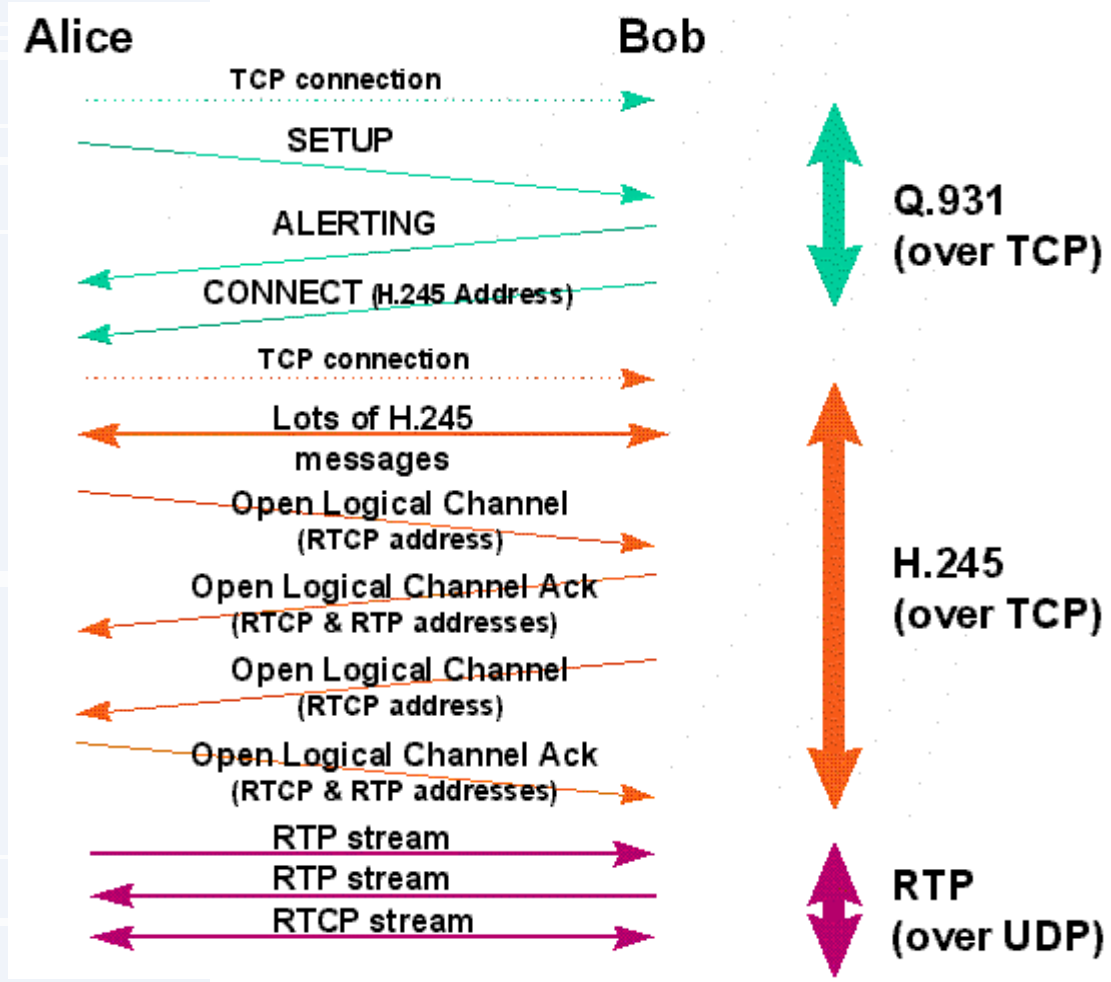 Alice
Bob
TCP connection
SETUP
ALERTING
CONNECT (H.245 Address)
Q.931
(over TCP)
TCP connection
Lots of H.245
messages
Open Logical Channel
(RTCP address)
Open Logical Channel Ack
(RTCP & RTP addresses)
Open Logical Channel
(RTCP address)
Open Logical Channel Ack
(RTCP & RTP addresses)
H.245
(over TCP)
RTP stream
RTP stream
RTCP stream
RTP
(over UDP)